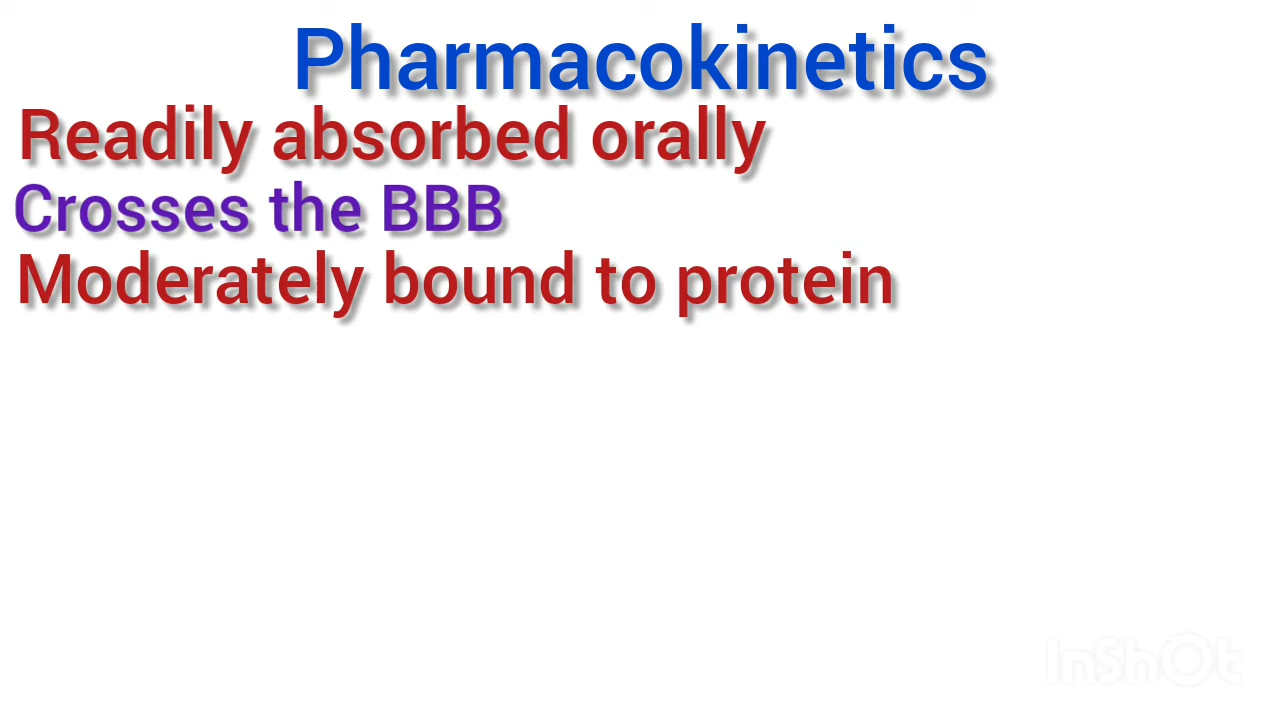 Pharmacokinetics
Readily absorbed orally
Crosses the BBB
Moderately bound to protein
InShOt